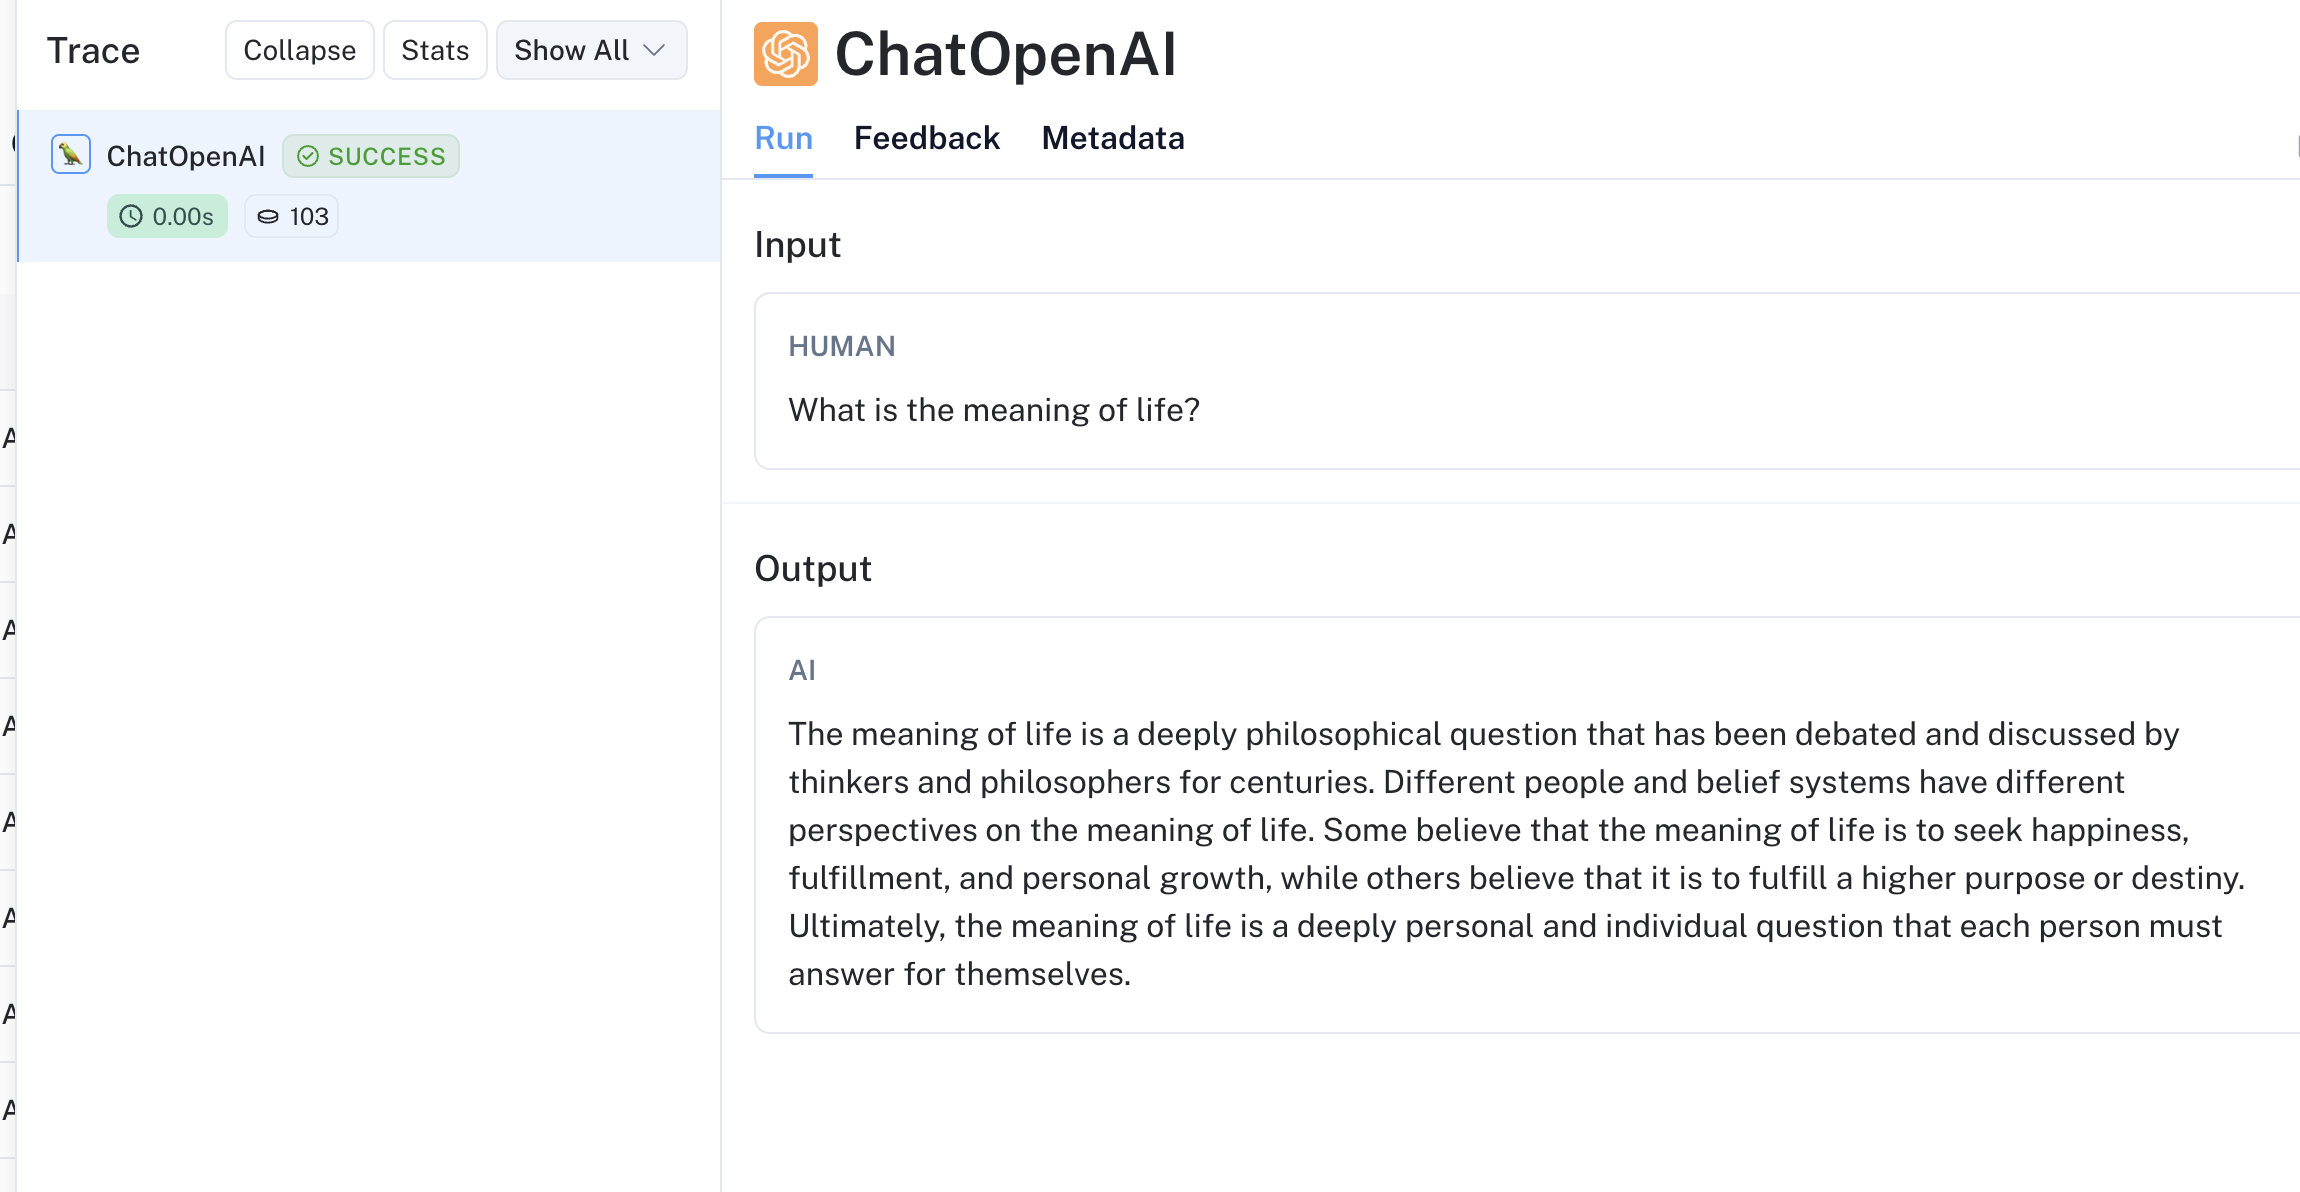 Trace
Collapse
Stats
Show All
ChatOpenAI
SUCCESS
0.00s
103
ChatOpenAI
Run
Feedback
Metadata
Input
HUMAN
What is the meaning of life?
Output
AI
The meaning of life is a deeply philosophical question that has been debated and discussed by
thinkers and philosophers for centuries. Different people and belief systems have different
perspectives on the meaning of life. Some believe that the meaning of life is to seek happiness,
fulfillment, and personal growth, while others believe that it is to fulfill a higher purpose or destiny.
Ultimately, the meaning of life is a deeply personal and individual question that each person must
answer for themselves.